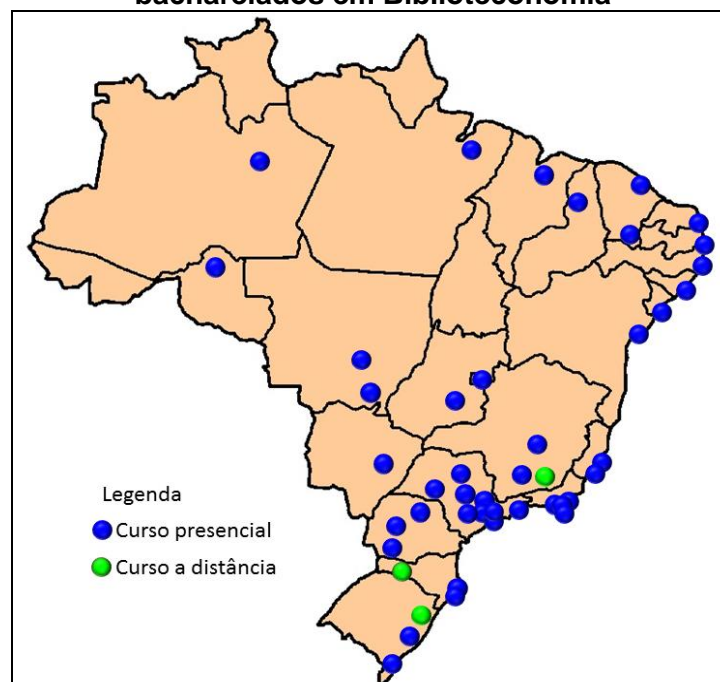 bacharelados em Biblioteconomia
Legenda
Curso presencial
Curso a distância